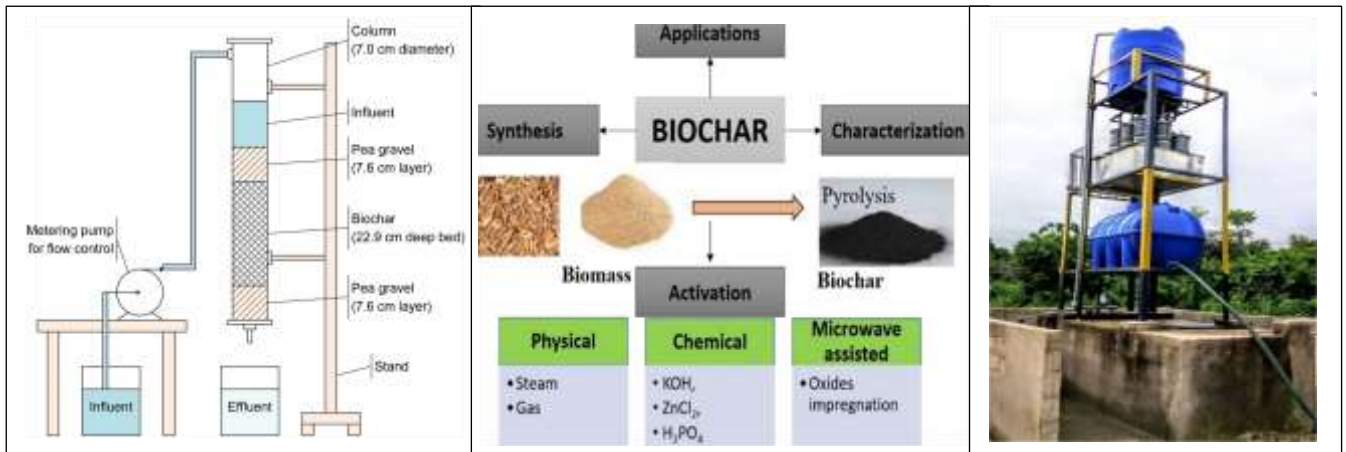 Column
(7.0 cm diameter)
Influent
Pea gravel
(7.6 cm layer)
Biochar
(22.9 cm deep bed)
Metering pump
for flow control
Pea gravel
(7.6 cm layer)
Stand
Influent
Effluent
Applications
Synthesis
BIOCHAR
Characterization
Pyrolysis
Biomass
Biochar
Activation
Physical
• Steam
• Gas
Chemical
• KOH,
• ZnCl₂,
• H₃PO₄
Microwave
assisted
• Oxides
impregnation